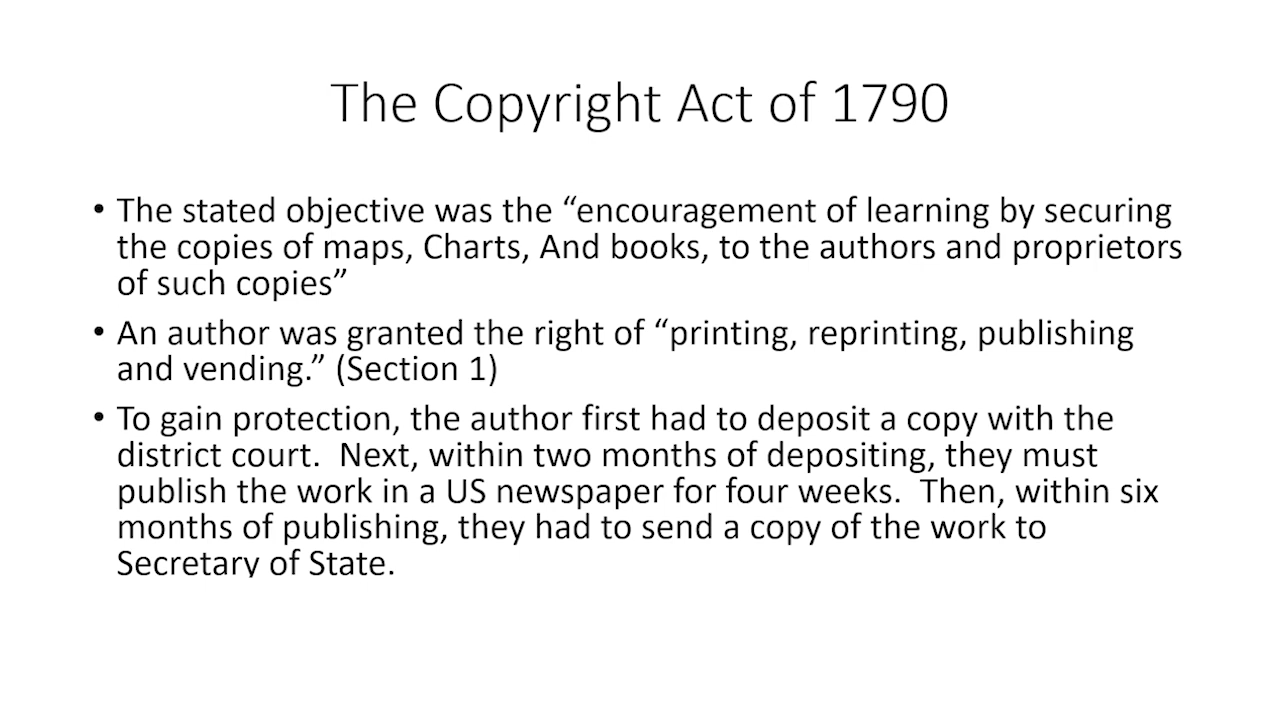 The Copyright Act of 1790
• The stated objective was the “encouragement of learning by securing
the copies of maps, Charts, And books, to the authors and proprietors
of such copies”
• An author was granted the right of “printing, reprinting, publishing
and vending.” (Section 1)
• To gain protection, the author first had to deposit a copy with the
district court.  Next, within two months of depositing, they must
publish the work in a US newspaper for four weeks.  Then, within six
months of publishing, they had to send a copy of the work to
Secretary of State.